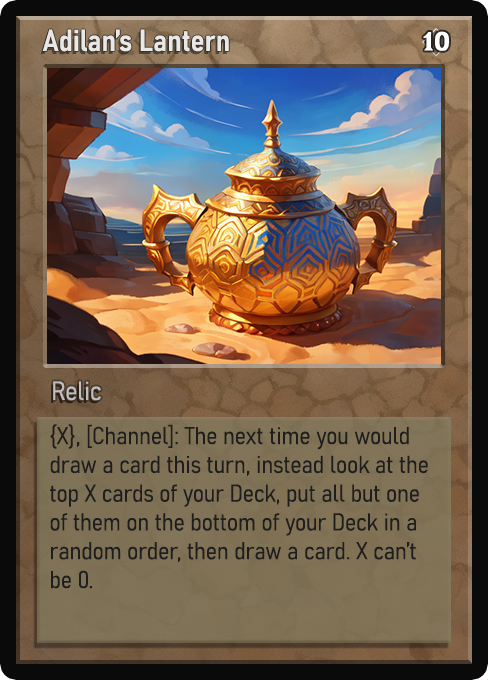 Adilan's Lantern
10
Relic
{X}, [Channel]: The next time you would
draw a card this turn, instead look at the
top X cards of your Deck, put all but one
of them on the bottom of your Deck in a
random order, then draw a card. X can't
be 0.